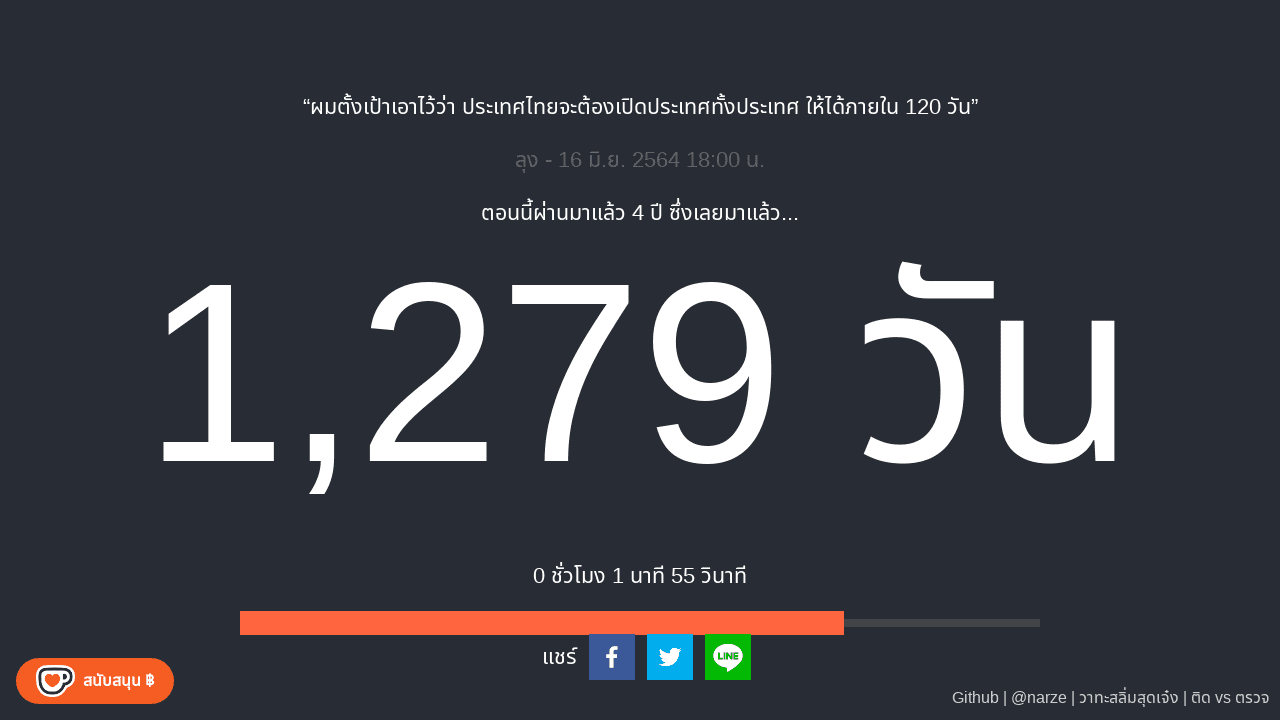 “ผมตั้งเป้าเอาไว้ว่า ประเทศไทยจะต้องเปิดประเทศทั้งประเทศ ให้ได้ภายใน 120 วัน”
ลุง - 16 มิ.ย. 2564 18:00 น.
ตอนนี้ผ่านมาแล้ว 4 ปี ซึ่งเลยมาแล้ว...
1,279 วัน
0 ชั่วโมง 1 นาที 55 วินาที
แชร์ LINE
สนับสนุน ฿
Github | @narze | วาทะสลิ่มสุดเจ๋ง | ติด vs ตรวจ